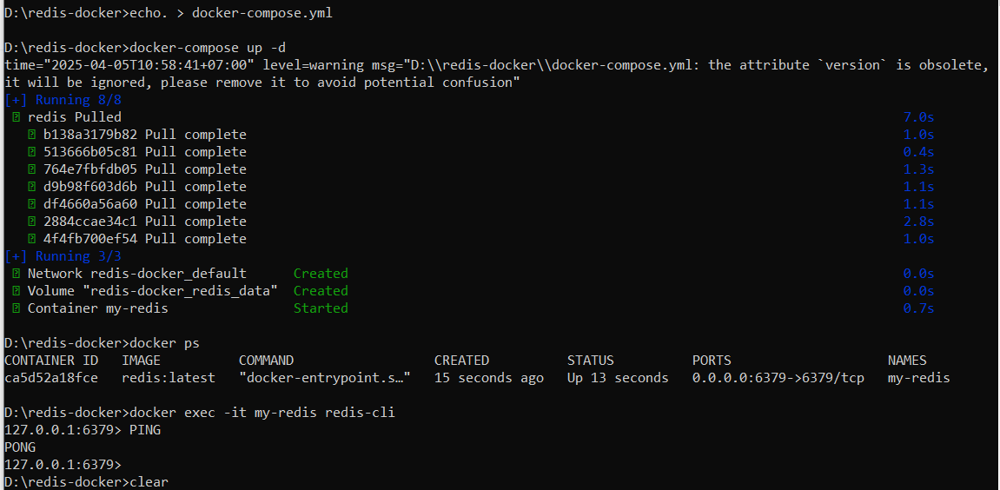 D:\redis-docker>echo. > docker-compose.yml
D:\redis-docker>docker-compose up -d
time="2025-04-05T10:58:41+07:00" level=warning msg="D:\\redis-docker\\docker-compose.yml: the attribute `version` is obsolete,
it will be ignored, please remove it to avoid potential confusion"
[+] Running 8/8
redis Pulled 7.0s
b138a3179b82 Pull complete 1.0s
513666b05c81 Pull complete 0.4s
764e7fbfdb05 Pull complete 1.3s
d9b98f603d6b Pull complete 1.1s
df4660a56a60 Pull complete 1.1s
2884ccae34c1 Pull complete 2.8s
4f4fb700ef54 Pull complete 1.0s
[+] Running 3/3
Network redis-docker_default Created 0.0s
Volume "redis-docker_redis_data" Created 0.0s
Container my-redis Started 0.7s
D:\redis-docker>docker ps
CONTAINER ID IMAGE COMMAND CREATED STATUS PORTS NAMES
ca5d52a18fce redis:latest "docker-entrypoint.s…" 15 seconds ago Up 13 seconds 0.0.0.0:6379->6379/tcp my-redis
D:\redis-docker>docker exec -it my-redis redis-cli
127.0.0.1:6379> PING
PONG
127.0.0.1:6379>
D:\redis-docker>clear